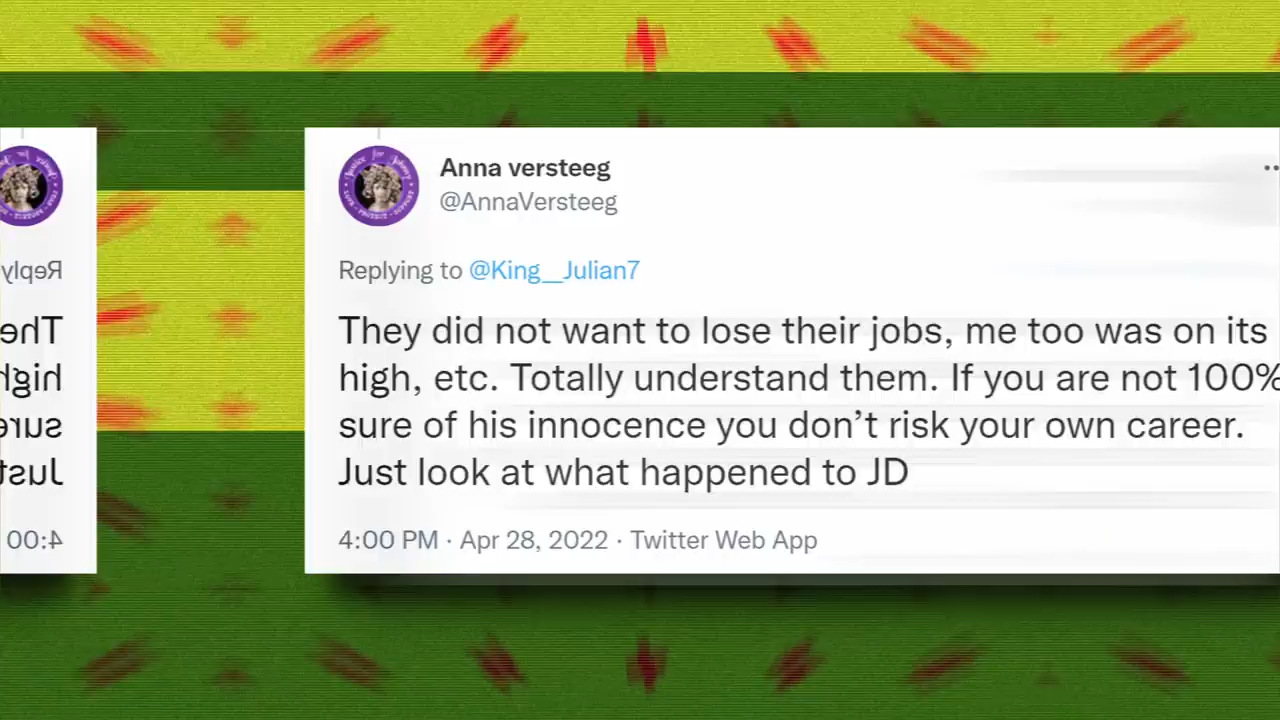 Anna versteeg
@AnnaVersteeg
Replying to @King__Julian7
They did not want to lose their jobs, me too was on its
high, etc. Totally understand them. If you are not 100%
sure of his innocence you don’t risk your own career.
Just look at what happened to JD
4:00 PM · Apr 28, 2022 · Twitter Web App